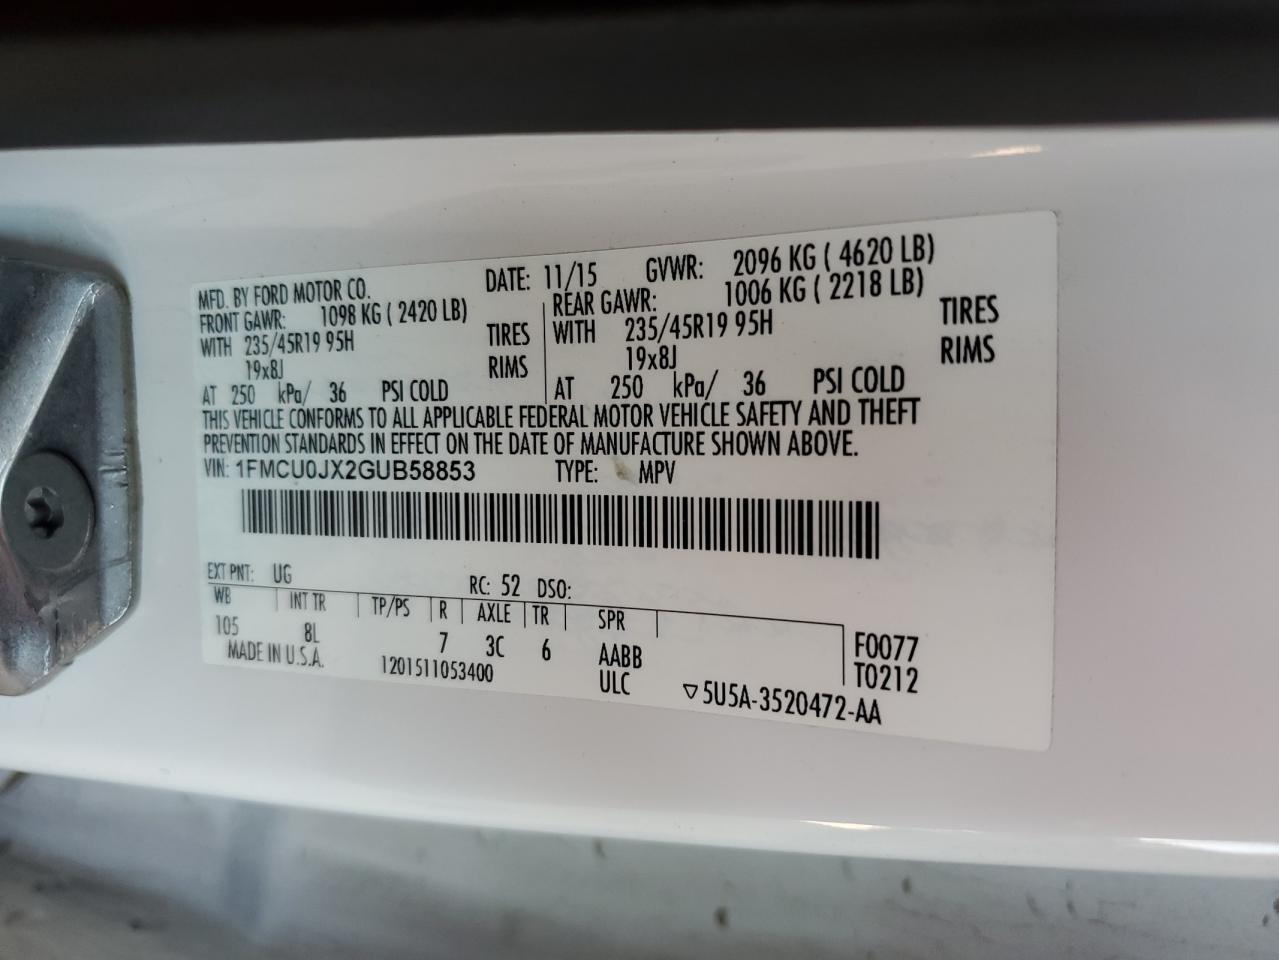 MFD. BY FORD MOTOR CO. DATE: 11/15 GVWR: 2096 KG ( 4620 LB)
FRONT GAWR: 1098 KG ( 2420 LB) REAR GAWR: 1006 KG ( 2218 LB)
WITH 235/45R19 95H TIRES WITH 235/45R19 95H TIRES
19x8J RIMS 19x8J RIMS
AT 250 kPa/ 36 PSI COLD AT 250 kPa/ 36 PSI COLD
THIS VEHICLE CONFORMS TO ALL APPLICABLE FEDERAL MOTOR VEHICLE SAFETY AND THEFT
PREVENTION STANDARDS IN EFFECT ON THE DATE OF MANUFACTURE SHOWN ABOVE.
VIN: 1FMCU0JX2GUB58853 TYPE: MPV
EXT PNT: UG RC: 52 DSO:
WB INT TR TP/PS R AXLE TR SPR
105 8L 7 3C 6 AABB F0077
MADE IN U.S.A. 1201511053400 ULC T0212
▽5U5A-3520472-AA